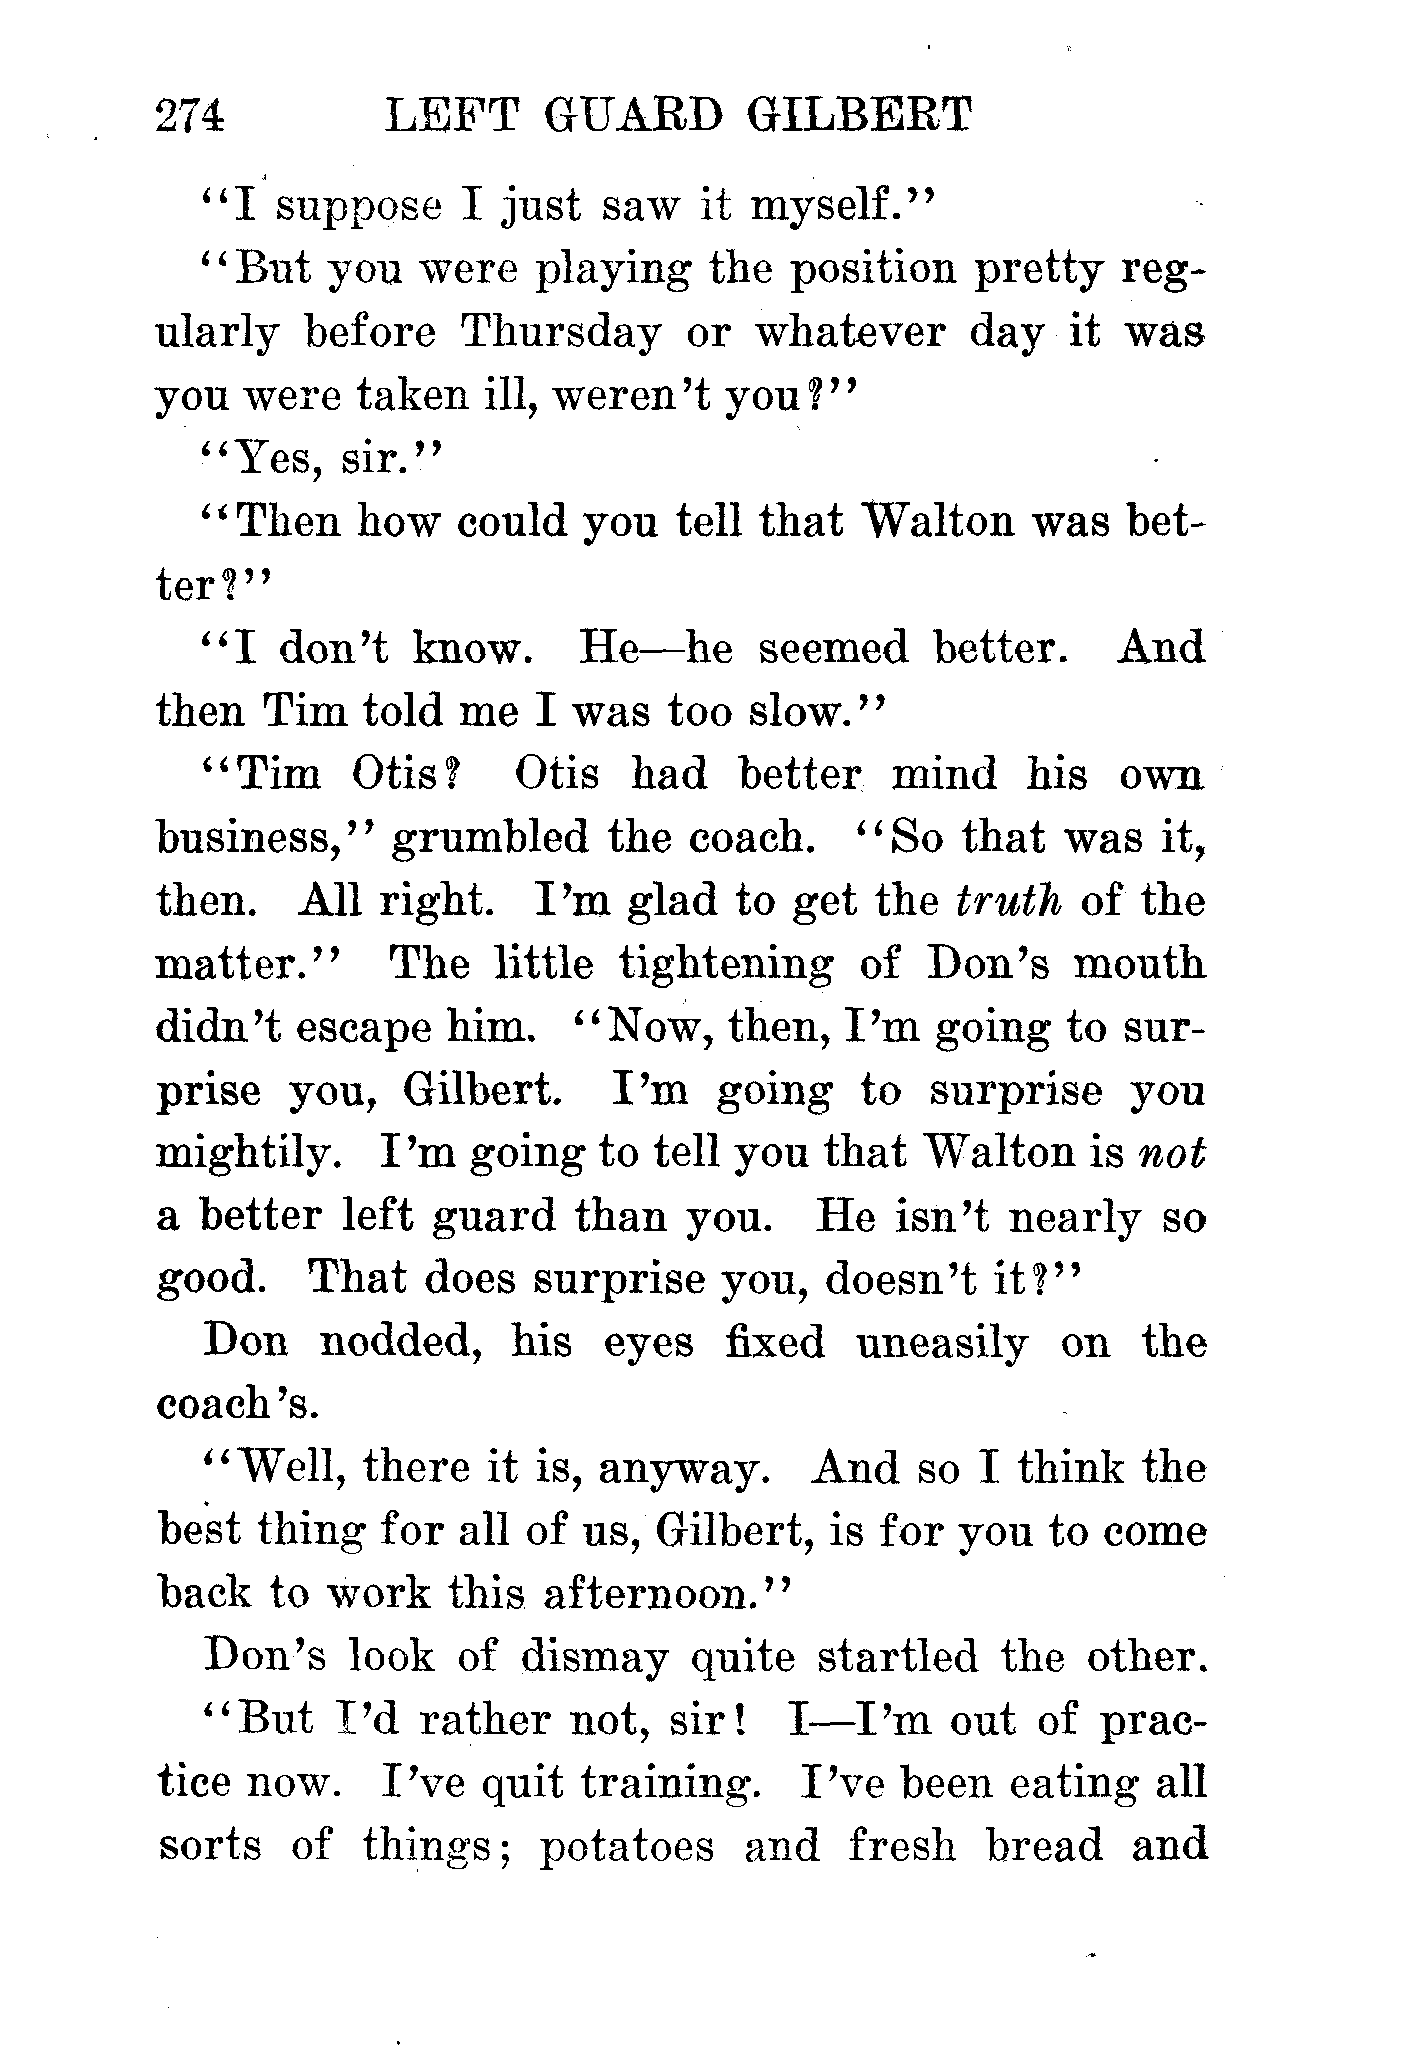 274 LEFT GUARD GILBERT
"I suppose I just saw it myself."
"But you were playing the position pretty reg-
ularly before Thursday or whatever day it was
you were taken ill, weren't you?"
"Yes, sir."
"Then how could you tell that Walton was bet-
ter?"
"I don't know. He—he seemed better. And
then Tim told me I was too slow."
"Tim Otis? Otis had better mind his own
business," grumbled the coach. "So that was it,
then. All right. I'm glad to get the truth of the
matter." The little tightening of Don's mouth
didn't escape him. "Now, then, I'm going to sur-
prise you, Gilbert. I'm going to surprise you
mightily. I'm going to tell you that Walton is not
a better left guard than you. He isn't nearly so
good. That does surprise you, doesn't it?"
Don nodded, his eyes fixed uneasily on the
coach's.
"Well, there it is, anyway. And so I think the
best thing for all of us, Gilbert, is for you to come
back to work this afternoon."
Don's look of dismay quite startled the other.
"But I'd rather not, sir! I—I'm out of prac-
tice now. I've quit training. I've been eating all
sorts of things; potatoes and fresh bread and